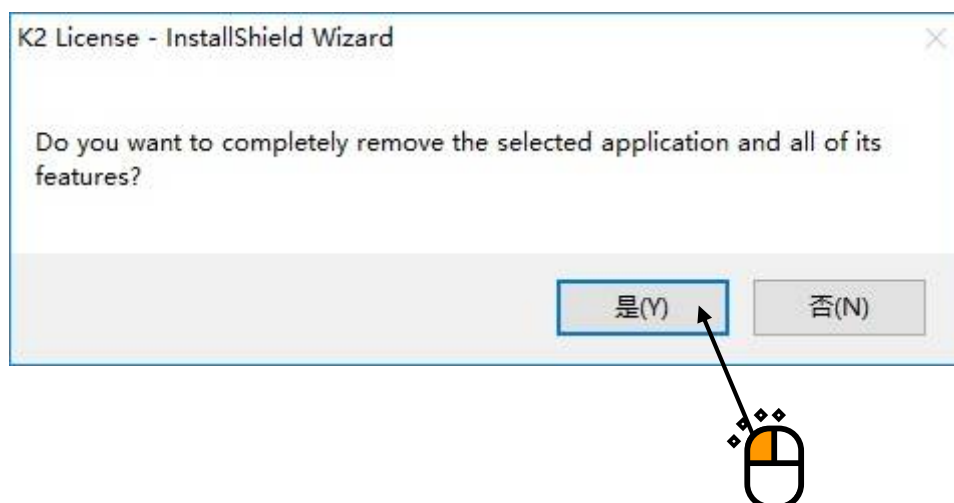 K2 License - InstallShield Wizard
Do you want to completely remove the selected application and all of its
features?
是(Y)
否(N)